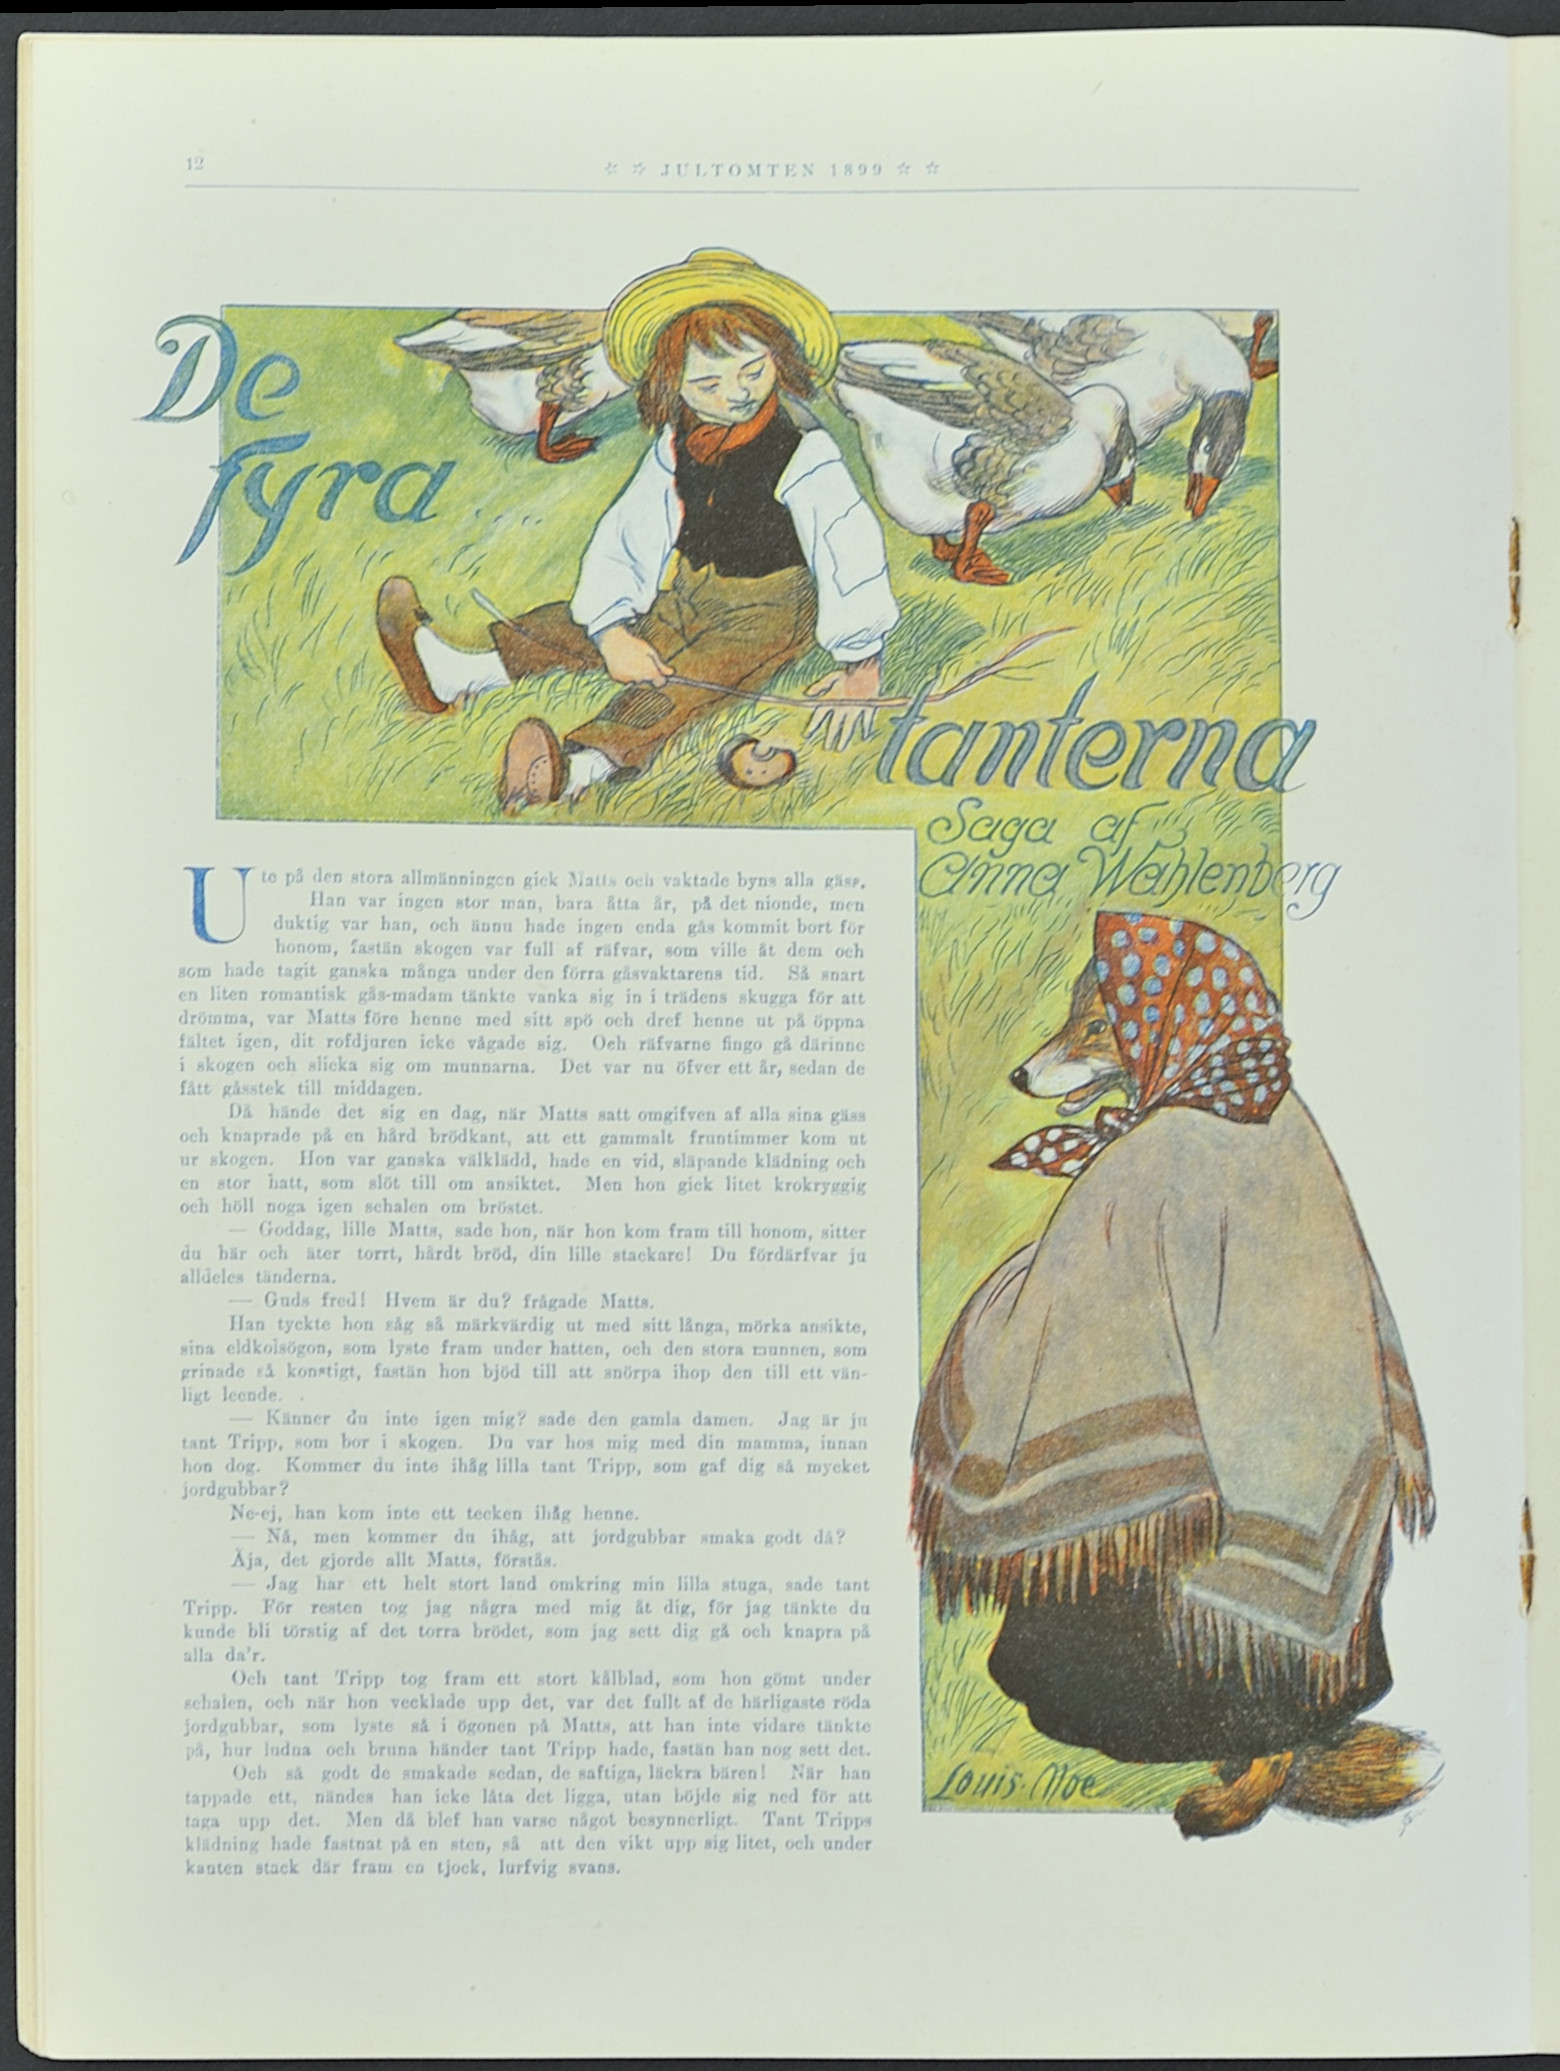 12
☆ ☆ JULTOMTEN 1899 ☆ ☆
De
fyra
tanterna
Saga af
Anna Wahlenberg
Ute på den stora allmänningen gick Matts och vaktade byns alla gäss.
Han var ingen stor man, bara åtta år, på det nionde, men
duktig var han, och ännu hade ingen enda gås kommit bort för
honom, fastän skogen var full af räfvar, som ville åt dem och
som hade tagit ganska många under den förra gåsvaktarens tid. Så snart
en liten romantisk gås-madam tänkte vanka sig in i trädens skugga för att
drömma, var Matts före henne med sitt spö och dref henne ut på öppna
fältet igen, dit rofdjuren icke vågade sig. Och räfvarne fingo gå därinne
i skogen och slicka sig om munnarna. Det var nu öfver ett år, sedan de
fått gåsstek till middagen.
Då hände det sig en dag, när Matts satt omgifven af alla sina gäss
och knaprade på en hård brödkant, att ett gammalt fruntimmer kom ut
ur skogen. Hon var ganska välklädd, hade en vid, släpande klädning och
en stor hatt, som slöt till om ansiktet. Men hon gick litet krokryggig
och höll noga igen schalen om bröstet.
— Goddag, lille Matts, sade hon, när hon kom fram till honom, sitter
du här och äter torrt, hårdt bröd, din lille stackare! Du fördärfvar ju
alldeles tänderna.
— Guds fred! Hvem är du? frågade Matts.
Han tyckte hon såg så märkvärdig ut med sitt långa, mörka ansikte,
sina eldkolsögon, som lyste fram under hatten, och den stora munnen, som
grinade så konstigt, fastän hon bjöd till att snörpa ihop den till ett vän-
ligt leende.
— Känner du inte igen mig? sade den gamla damen. Jag är ju
tant Tripp, som bor i skogen. Du var hos mig med din mamma, innan
hon dog. Kommer du inte ihåg lilla tant Tripp, som gaf dig så mycket
jordgubbar?
Ne-ej, han kom inte ett tecken ihåg henne.
— Nå, men kommer du ihåg, att jordgubbar smaka godt då?
Åja, det gjorde allt Matts, förstås.
— Jag har ett helt stort land omkring min lilla stuga, sade tant
Tripp. För resten tog jag några med mig åt dig, för jag tänkte du
kunde bli törstig af det torra brödet, som jag sett dig gå och knapra på
alla da'r.
Och tant Tripp tog fram ett stort kålblad, som hon gömt under
schalen, och när hon vecklade upp det, var det fullt af de härligaste röda
jordgubbar, som lyste så i ögonen på Matts, att han inte vidare tänkte
på, hur ludna och bruna händer tant Tripp hade, fastän han nog sett det.
Och så godt de smakade sedan, de saftiga, läckra bären! När han
tappade ett, nändes han icke låta det ligga, utan böjde sig ned för att
taga upp det. Men då blef han varse något besynnerligt. Tant Tripps
klädning hade fastnat på en sten, så att den vikt upp sig litet, och under
kanten stack där fram en tjock, lurfvig svans.
Louis. Moe